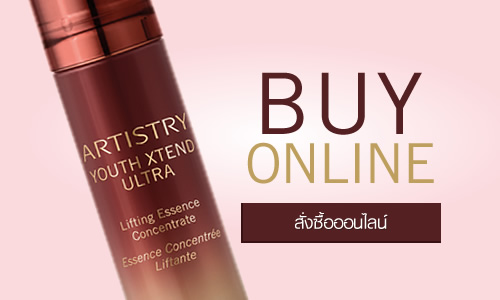 ARTISTRY
YOUTH XTEND
ULTRA
Lifting Essence
Concentrate
Essence Concentrée
Liftante
BUY
ONLINE
สั่งซื้อออนไลน์